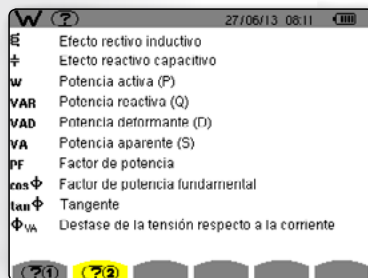 W ? 27/06/13 08:11
Efecto rectivo inductivo
Efecto reactivo capacitivo
W Potencia activa (P)
VAR Potencia reactiva (Q)
VAD Potencia deformante (D)
VA Potencia aparente (S)
PF Factor de potencia
cos Φ Factor de potencia fundamental
tan Φ Tangente
Φ VA Desfase de la tensión respecto a la corriente
?1 ?2